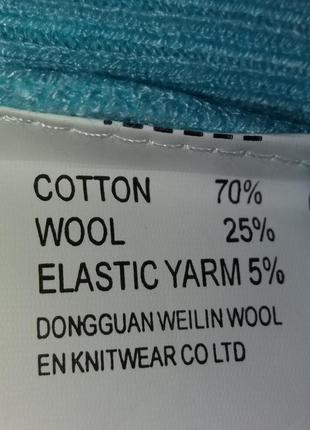 COTTON 70%
WOOL 25%
ELASTIC YARM 5%
DONGGUAN WEILIN WOOL
EN KNITWEAR CO LTD